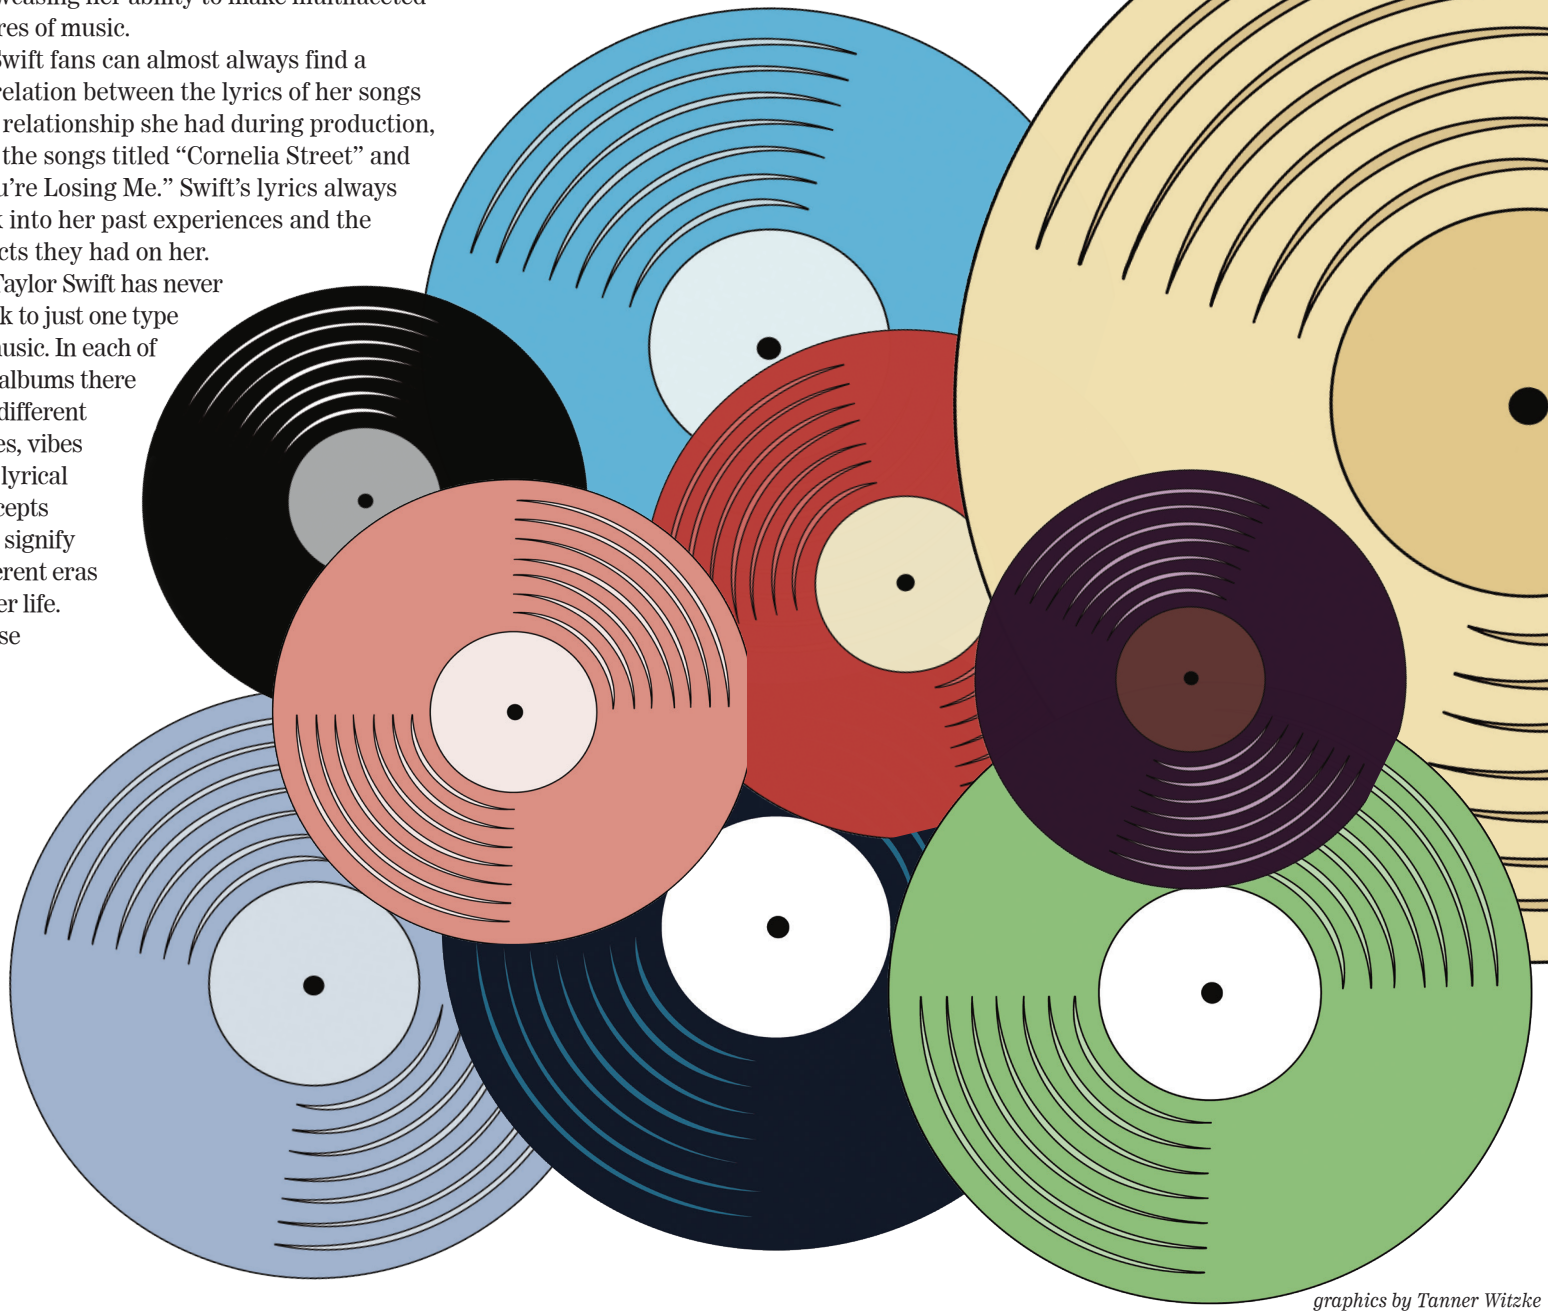 res of music.
Swift fans can almost always find a
relation between the lyrics of her songs
relationship she had during production,
the songs titled “Cornelia Street” and
u’re Losing Me.” Swift’s lyrics always
k into her past experiences and the
cts they had on her.
Taylor Swift has never
k to just one type
music. In each of
albums there
different
es, vibes
lyrical
cepts
signify
erent eras
er life.
se
graphics by Tanner Witzke